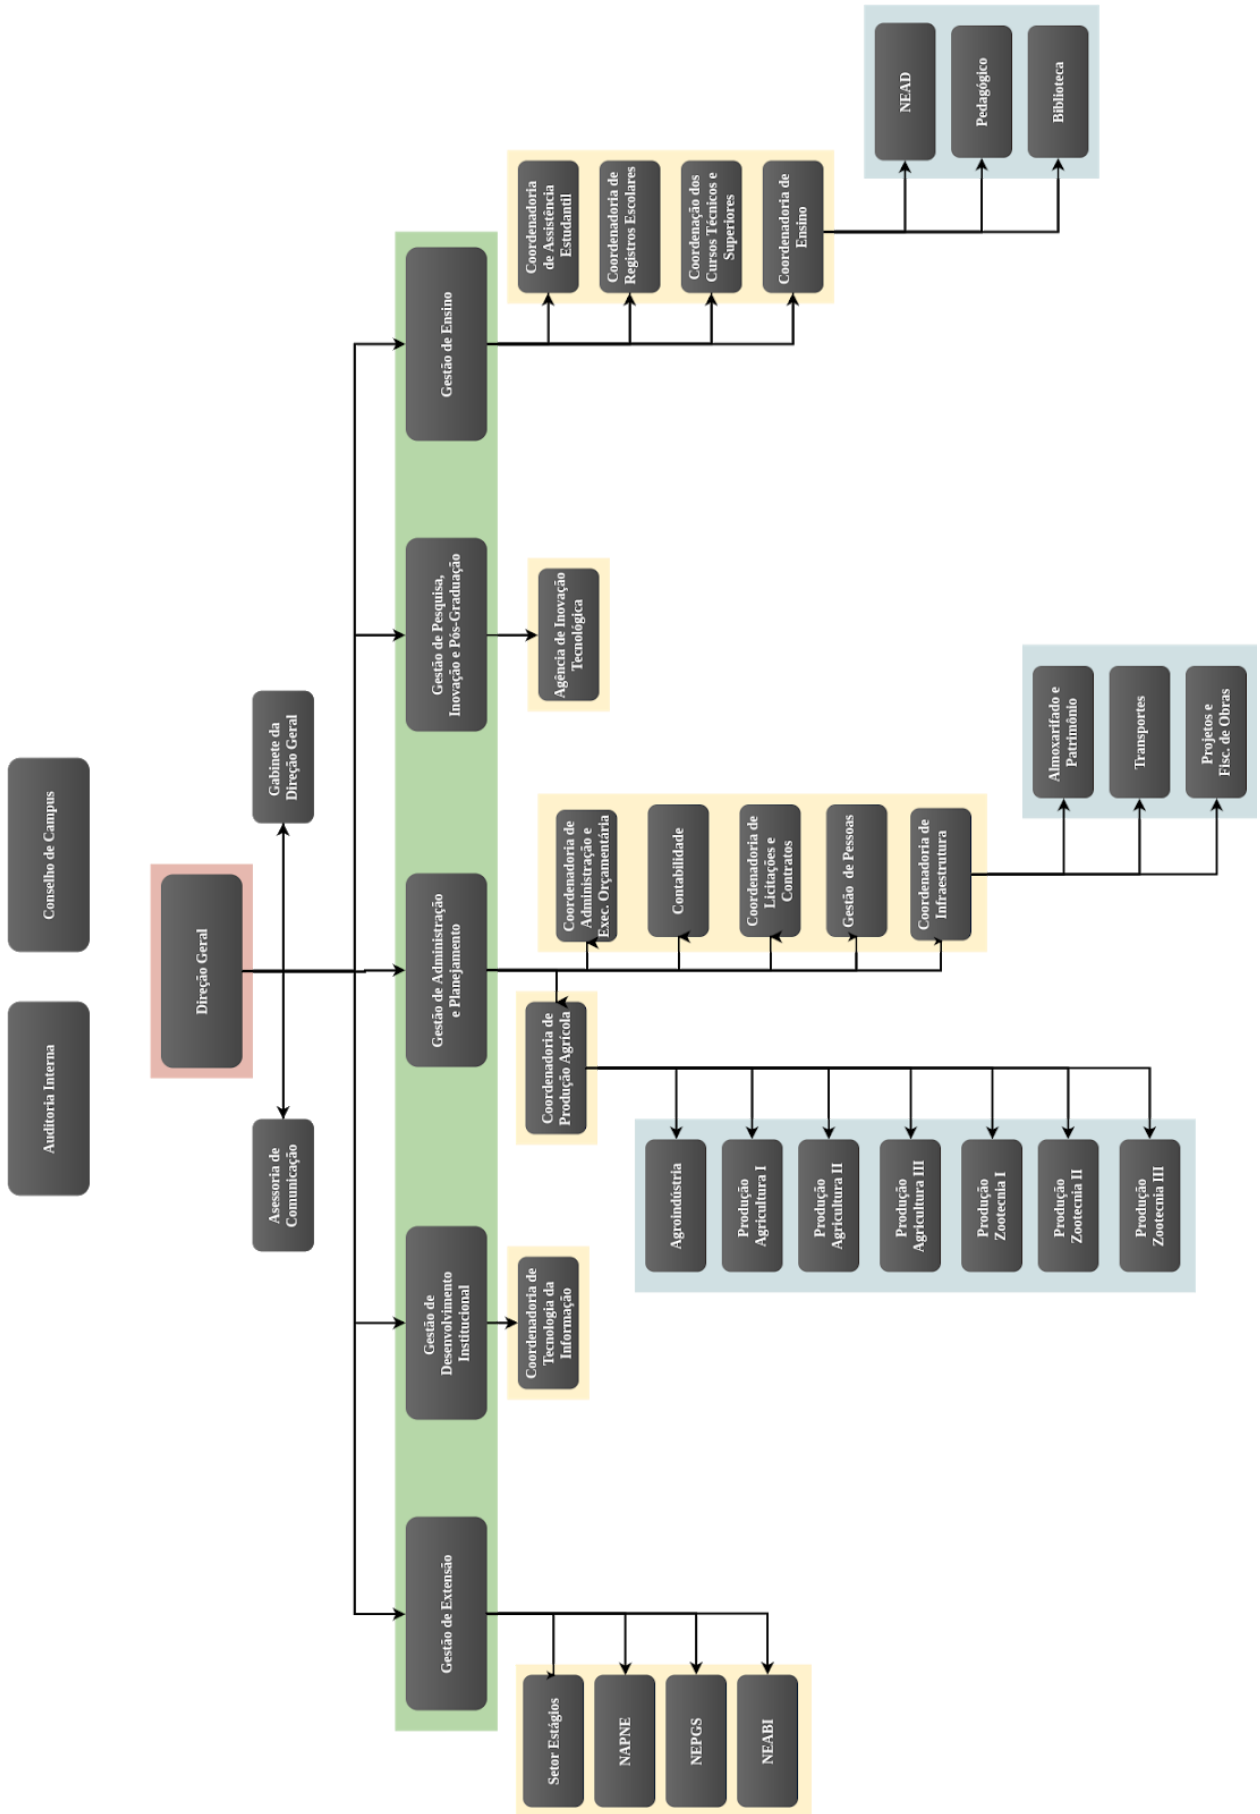 Auditoria Interna
Conselho de Campus
Direção Geral
Assessoria de
Comunicação
Gabinete da
Direção Geral
Gestão de Extensão
Gestão de
Desenvolvimento
Institucional
Gestão de Administração
e Planejamento
Gestão de Pesquisa,
Inovação e Pós-Graduação
Gestão de Ensino
Setor Estágios
NAPNE
NEPGS
NEABI
Coordenadoria de
Tecnologia da
Informação
Coordenadoria de
Produção Agrícola
Agroindústria
Produção
Agricultura I
Produção
Agricultura II
Produção
Agricultura III
Produção
Zootecnia I
Produção
Zootecnia II
Produção
Zootecnia III
Coordenadoria de
Administração e
Exec. Orçamentária
Contabilidade
Coordenadoria de
Licitações e
Contratos
Gestão de Pessoas
Coordenadoria de
Infraestrutura
Almoxarifado e
Patrimônio
Transportes
Projetos e
Fisc. de Obras
Agência de Inovação
Tecnológica
Coordenadoria
de Assistência
Estudantil
Coordenadoria de
Registros Escolares
Coordenação dos
Cursos Técnicos e
Superiores
Coordenadoria de
Ensino
NEAD
Pedagógico
Biblioteca